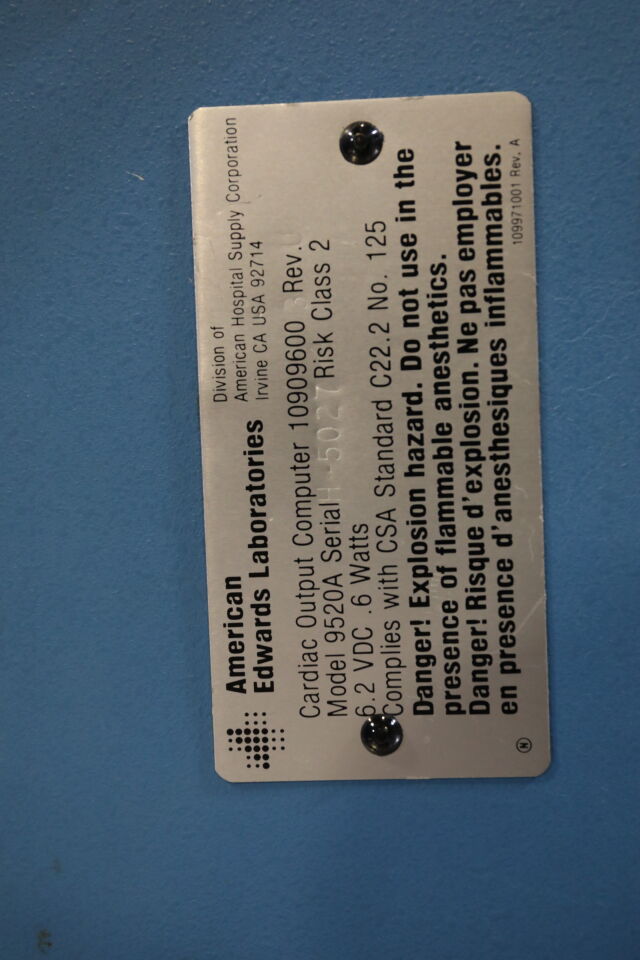 American
Edwards Laboratories
Division of
American Hospital Supply Corporation
Irvine CA USA 92714
Cardiac Output Computer 10909600 Rev.
Model 9520A Serial H-5027 Risk Class 2
6.2 VDC .6 Watts
Complies with CSA Standard C22.2 No. 125
Danger! Explosion hazard. Do not use in the
presence of flammable anesthetics.
Danger! Risque d'explosion. Ne pas employer
en presence d'anesthesiques inflammables.
N
109971001 Rev. A